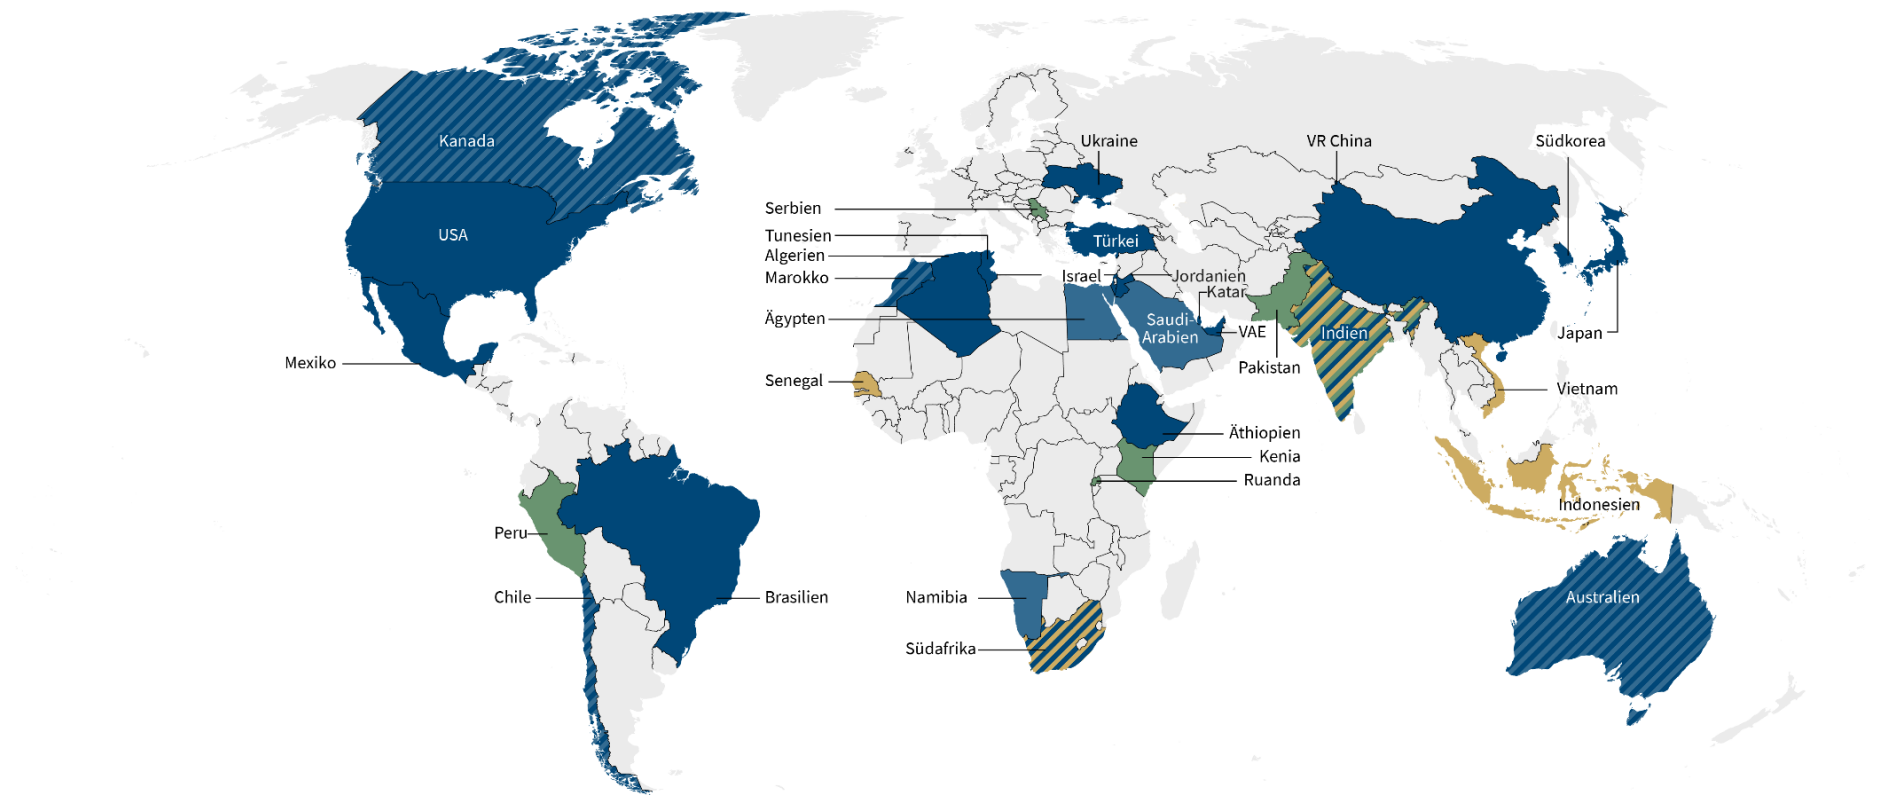 Kanada
USA
Mexiko
Peru
Chile
Brasilien
Serbien
Tunesien
Algerien
Marokko
Ägypten
Senegal
Namibia
Südafrika
Ukraine
Türkei
Israel
Jordanien
Katar
Saudi-
Arabien
VAE
Pakistan
Äthiopien
Kenia
Ruanda
VR China
Südkorea
Indien
Japan
Vietnam
Indonesien
Australien